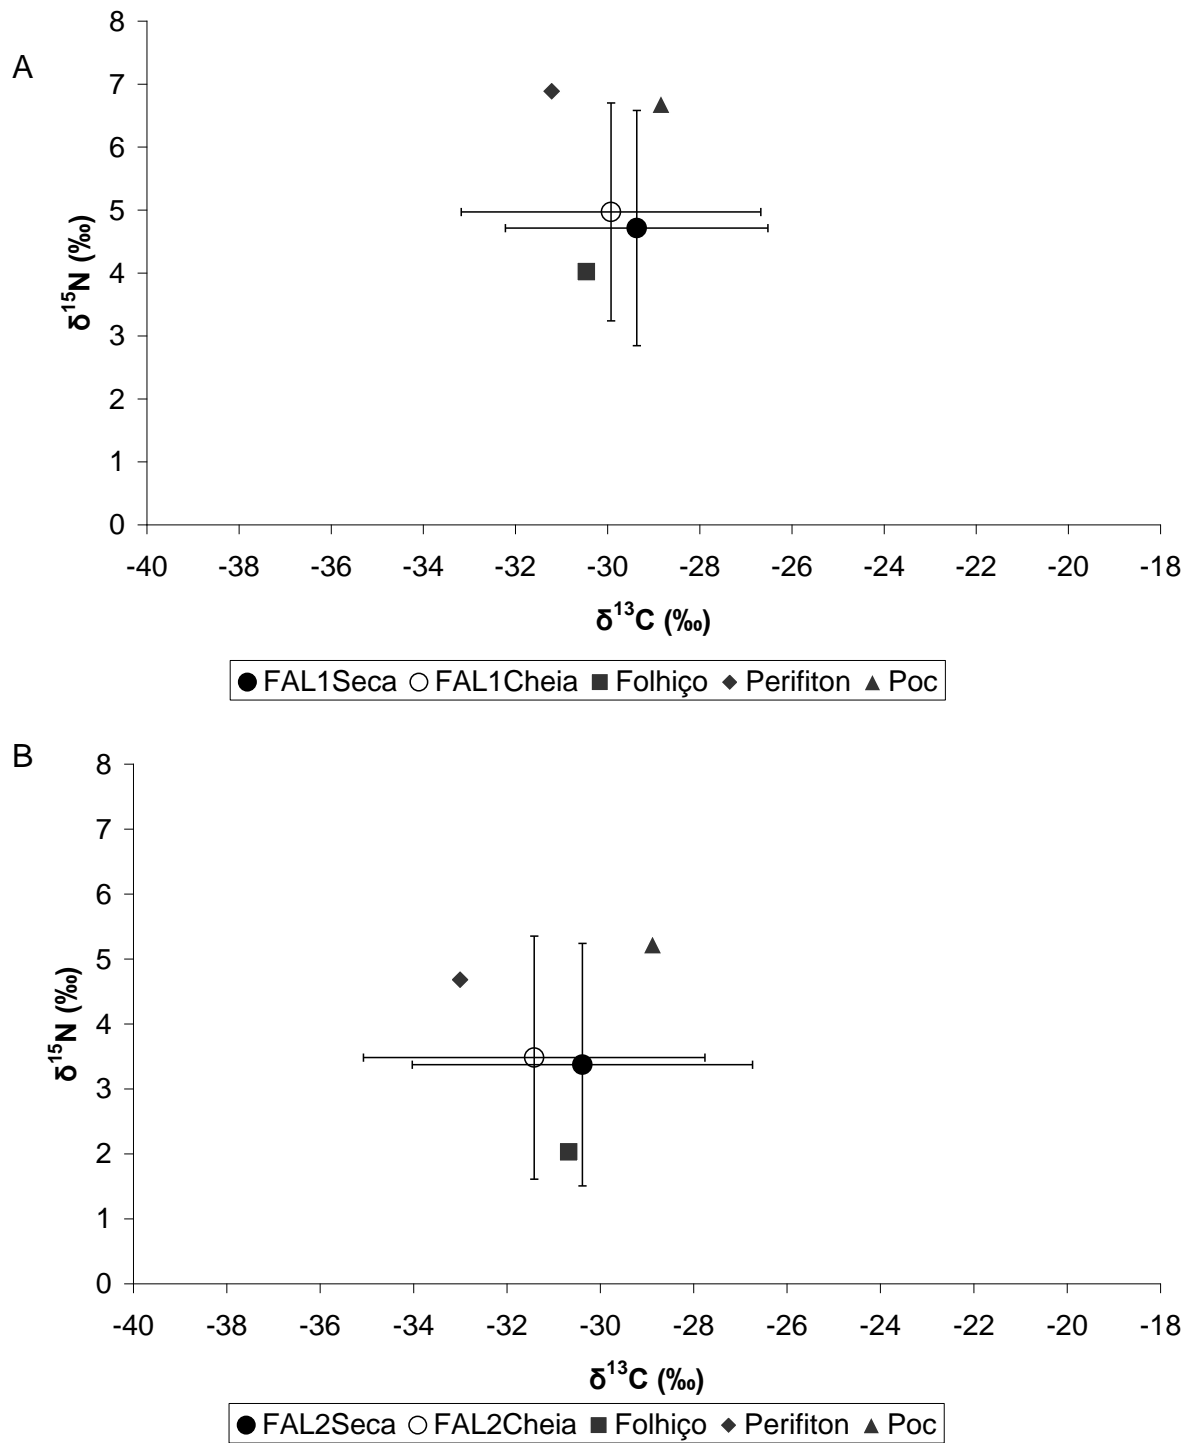 A
8
7
6
5
4
3
2
1
0
δ15N (‰)
-40 -38 -36 -34 -32 -30 -28 -26 -24 -22 -20 -18
δ13C (‰)
FAL1Seca FAL1Cheia Folhiço Perifiton Poc
B
8
7
6
5
4
3
2
1
0
δ15N (‰)
-40 -38 -36 -34 -32 -30 -28 -26 -24 -22 -20 -18
δ13C (‰)
FAL2Seca FAL2Cheia Folhiço Perifiton Poc